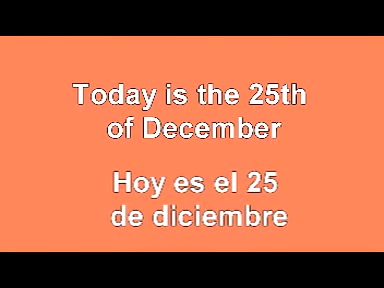 Today is the 25th
of December
Hoy es el 25
de diciembre